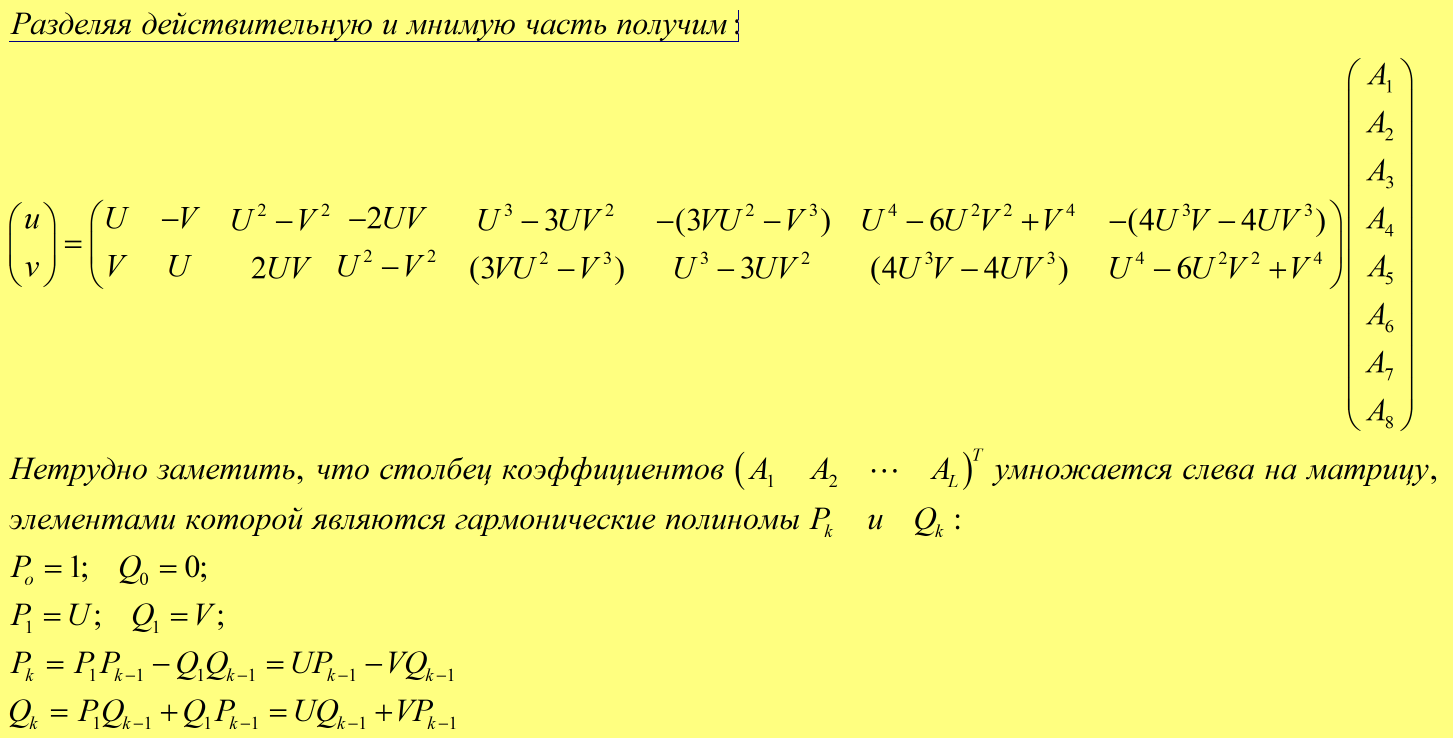 Разделяя действительную и мнимую часть получим:
$$\begin{pmatrix} u \\ v \end{pmatrix} = \begin{pmatrix} U & -V & U^2-V^2 & -2UV & U^3-3UV^2 & -(3VU^2-V^3) & U^4-6U^2V^2+V^4 & -(4U^3V-4UV^3) \\ V & U & 2UV & U^2-V^2 & (3VU^2-V^3) & U^3-3UV^2 & (4U^3V-4UV^3) & U^4-6U^2V^2+V^4 \end{pmatrix} \begin{pmatrix} A_1 \\ A_2 \\ A_3 \\ A_4 \\ A_5 \\ A_6 \\ A_7 \\ A_8 \end{pmatrix}$$
Нетрудно заметить, что столбец коэффициентов $(A_1 \quad A_2 \quad \cdots \quad A_L)^T$ умножается слева на матрицу,
элементами которой являются гармонические полиномы $P_k$ и $Q_k$ :
$P_o = 1; \quad Q_0 = 0;$
$P_1 = U; \quad Q_1 = V;$
$P_k = P_1P_{k-1} - Q_1Q_{k-1} = UP_{k-1} - VQ_{k-1}$
$Q_k = P_1Q_{k-1} + Q_1P_{k-1} = UQ_{k-1} + VP_{k-1}$